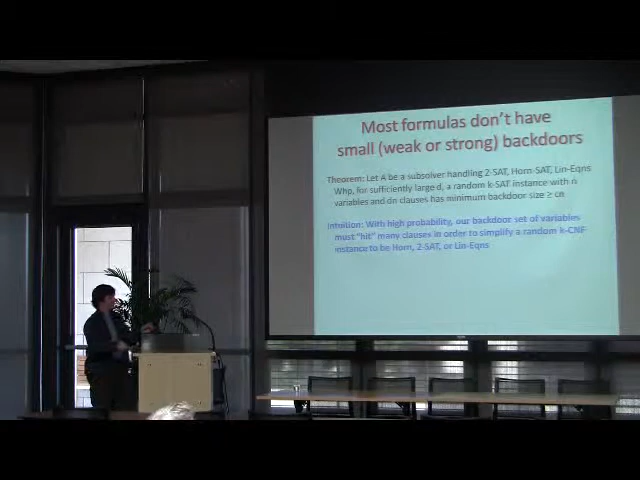 Most formulas don't have
small (weak or strong) backdoors
Theorem: Let A be a subsolver handling 2-SAT, Horn-SAT, Lin-Eqns
Whp, for sufficiently large d, a random k-SAT instance with n
variables and dn clauses has minimum backdoor size ≥ cn
Intuition: With high probability, our backdoor set of variables
must "hit" many clauses in order to simplify a random k-CNF
instance to be Horn, 2-SAT, or Lin-Eqns